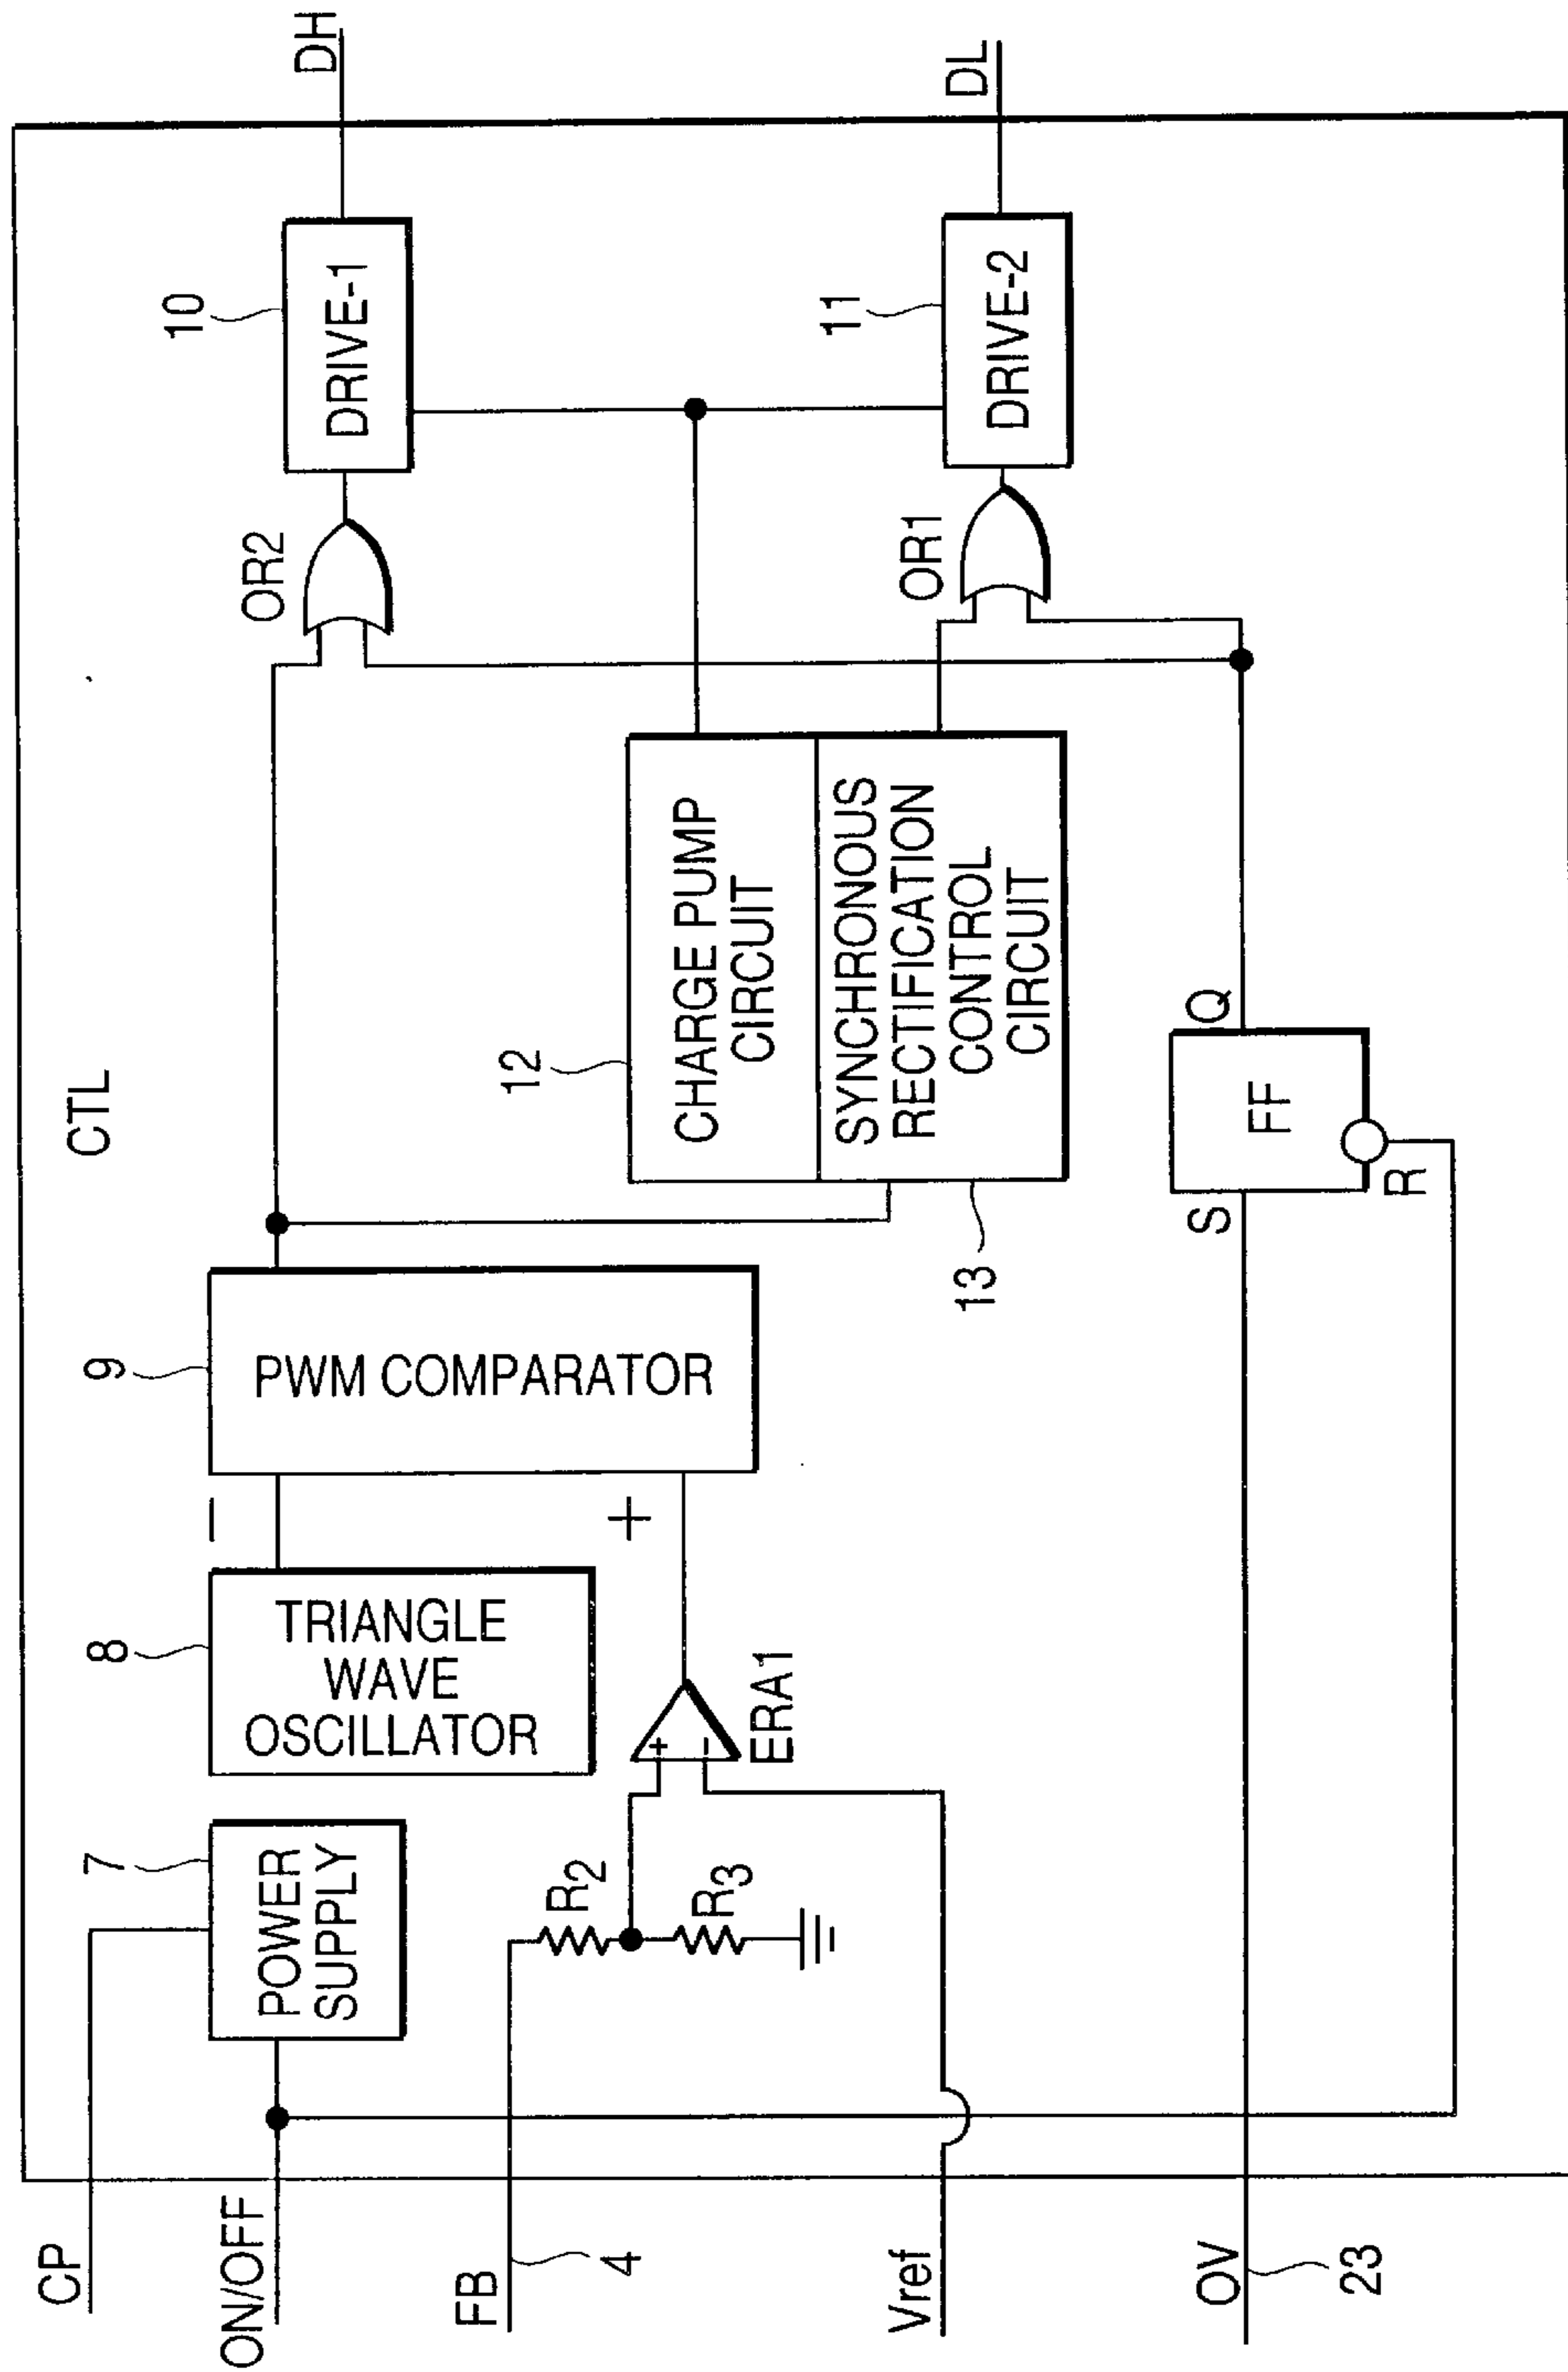 CTL
CP
ON/OFF
FB
4
Vref
OV
23
7
POWER
SUPPLY
8
TRIANGLE
WAVE
OSCILLATOR
9
PWM COMPARATOR
−
+
R2
R3
+
−
ERA1
12
CHARGE PUMP
CIRCUIT
SYNCHRONOUS
RECTIFICATION
CONTROL
CIRCUIT
13
S
FF
Q
R
OR2
OR1
10
DRIVE-1
11
DRIVE-2
DH
DL